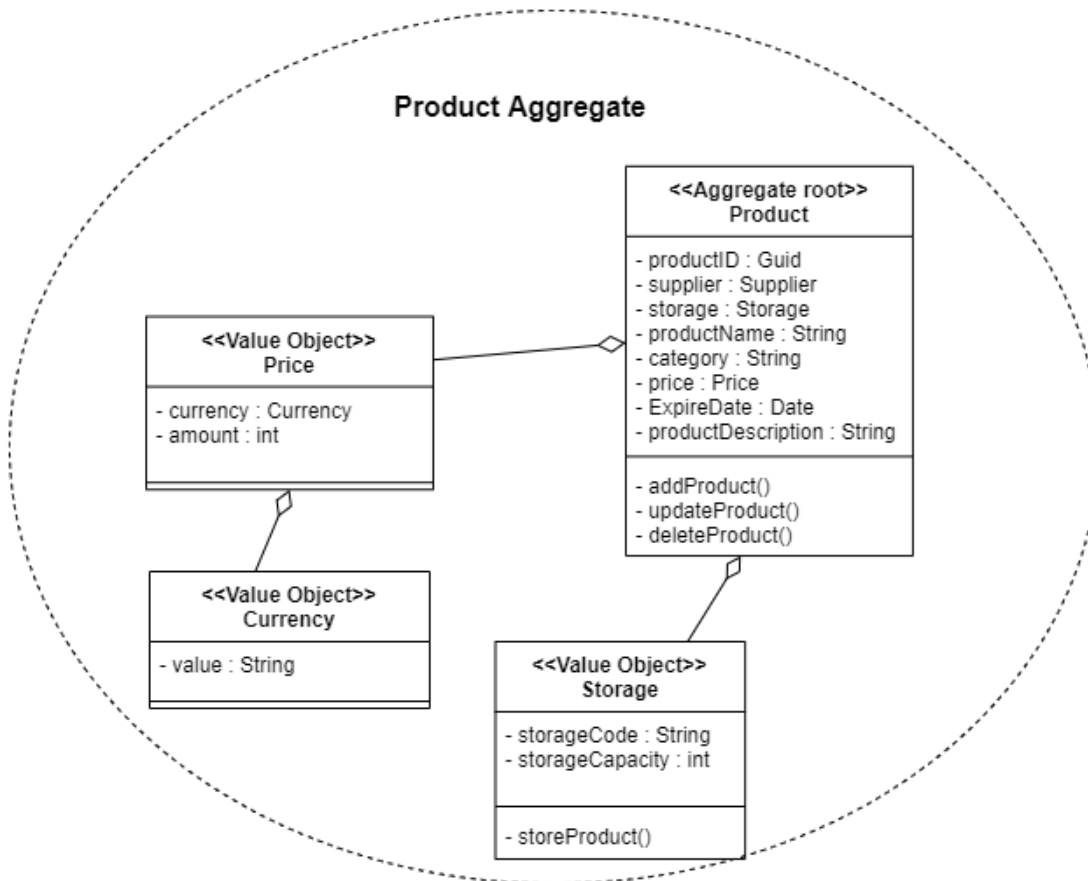 Product Aggregate
<<Aggregate root>>
Product
- productID : Guid
- supplier : Supplier
- storage : Storage
- productName : String
- category : String
- price : Price
- ExpireDate : Date
- productDescription : String
- addProduct()
- updateProduct()
- deleteProduct()
<<Value Object>>
Price
- currency : Currency
- amount : int
<<Value Object>>
Currency
- value : String
<<Value Object>>
Storage
- storageCode : String
- storageCapacity : int
- storeProduct()